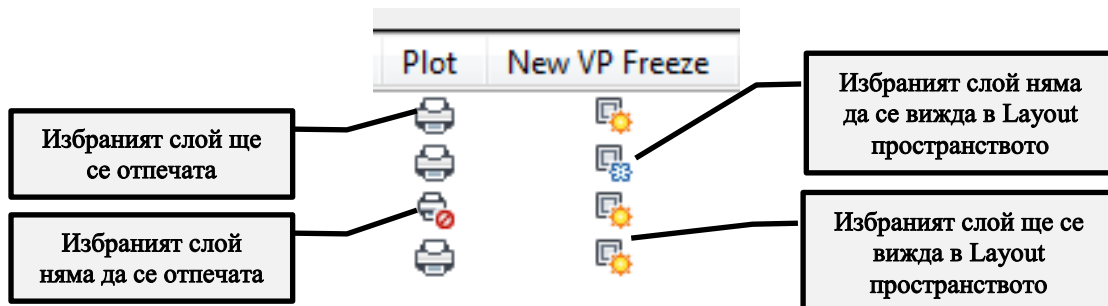 Plot New VP Freeze
Избраният слой ще
се отпечата
Избраният слой
няма да се отпечата
Избраният слой няма
да се вижда в Layout
пространството
Избраният слой ще се
вижда в Layout
пространството